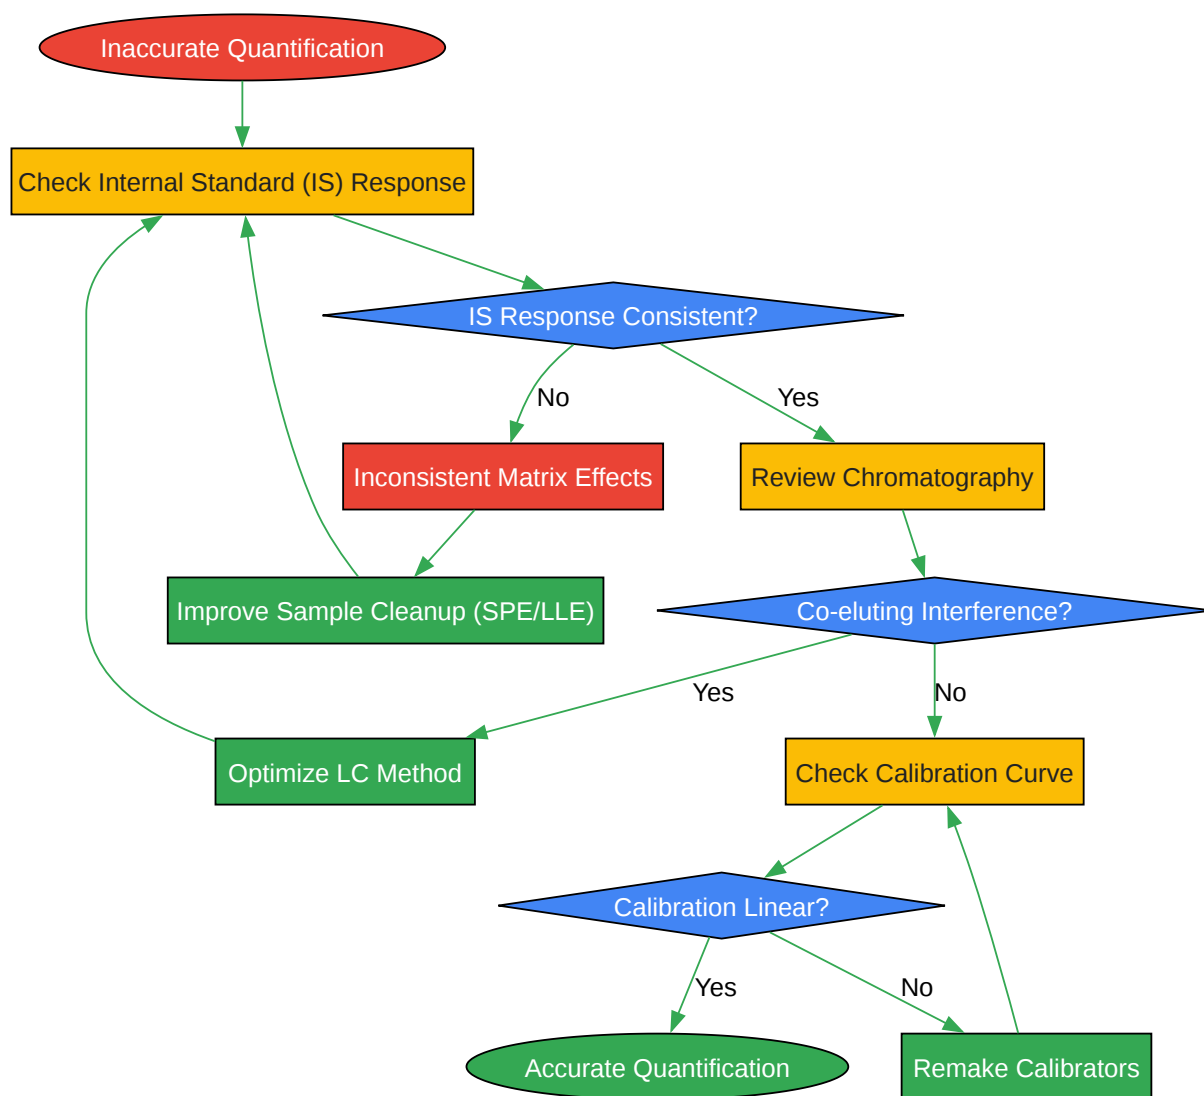 Inaccurate Quantification
Check Internal Standard (IS) Response
IS Response Consistent?
No
Yes
Inconsistent Matrix Effects
Review Chromatography
Improve Sample Cleanup (SPE/LLE)
Co-eluting Interference?
Yes
No
Optimize LC Method
Check Calibration Curve
Calibration Linear?
Yes
No
Accurate Quantification
Remake Calibrators